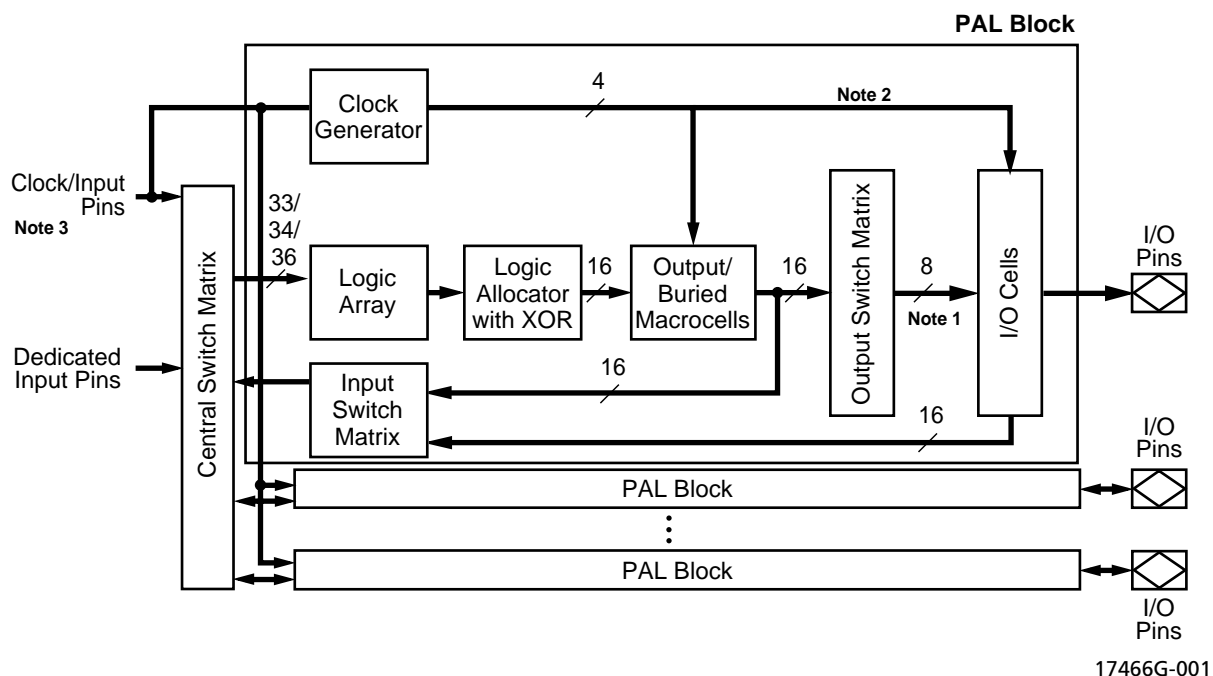 PAL Block
Clock
Generator
4
Note 2
Clock/Input
Pins
Note 3
Central Switch Matrix
33/
34/
36
Logic
Array
Logic
Allocator
with XOR
16
Output/
Buried
Macrocells
16
Output Switch Matrix
8
Note 1
I/O Cells
I/O
Pins
Dedicated
Input Pins
Input
Switch
Matrix
16
16
PAL Block
I/O
Pins
PAL Block
I/O
Pins
17466G-001